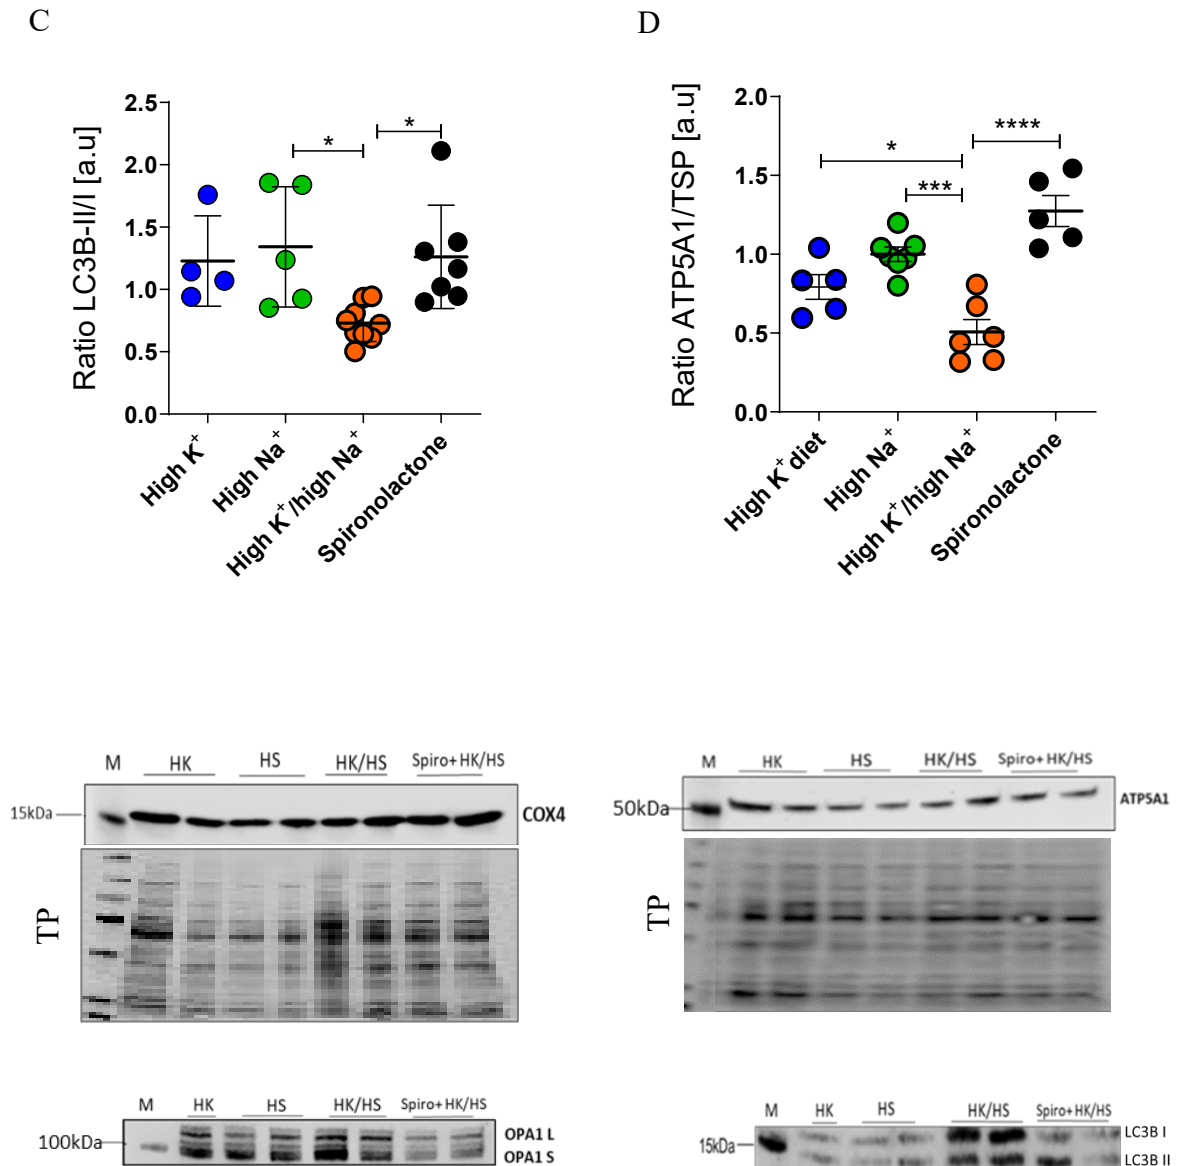 C
D
Ratio LC3B-II/I [a.u]
2.5
2.0
1.5
1.0
0.5
0.0
*
*
High K⁺
High Na⁺
High K⁺/high Na⁺
Spironolactone
Ratio ATP5A1/TSP [a.u]
2.0
1.5
1.0
0.5
0.0
*
***
****
High K⁺diet
High Na⁺
High K⁺/high Na⁺
Spironolactone
M HK HS HK/HS Spiro+ HK/HS
15kDa
COX4
TP
M HK HS HK/HS Spiro+ HK/HS
50kDa
ATP5A1
TP
M HK HS HK/HS Spiro+ HK/HS
100kDa
OPA1 L
OPA1 S
M HK HS HK/HS Spiro+ HK/HS
15kDa
LC3B I
LC3B II